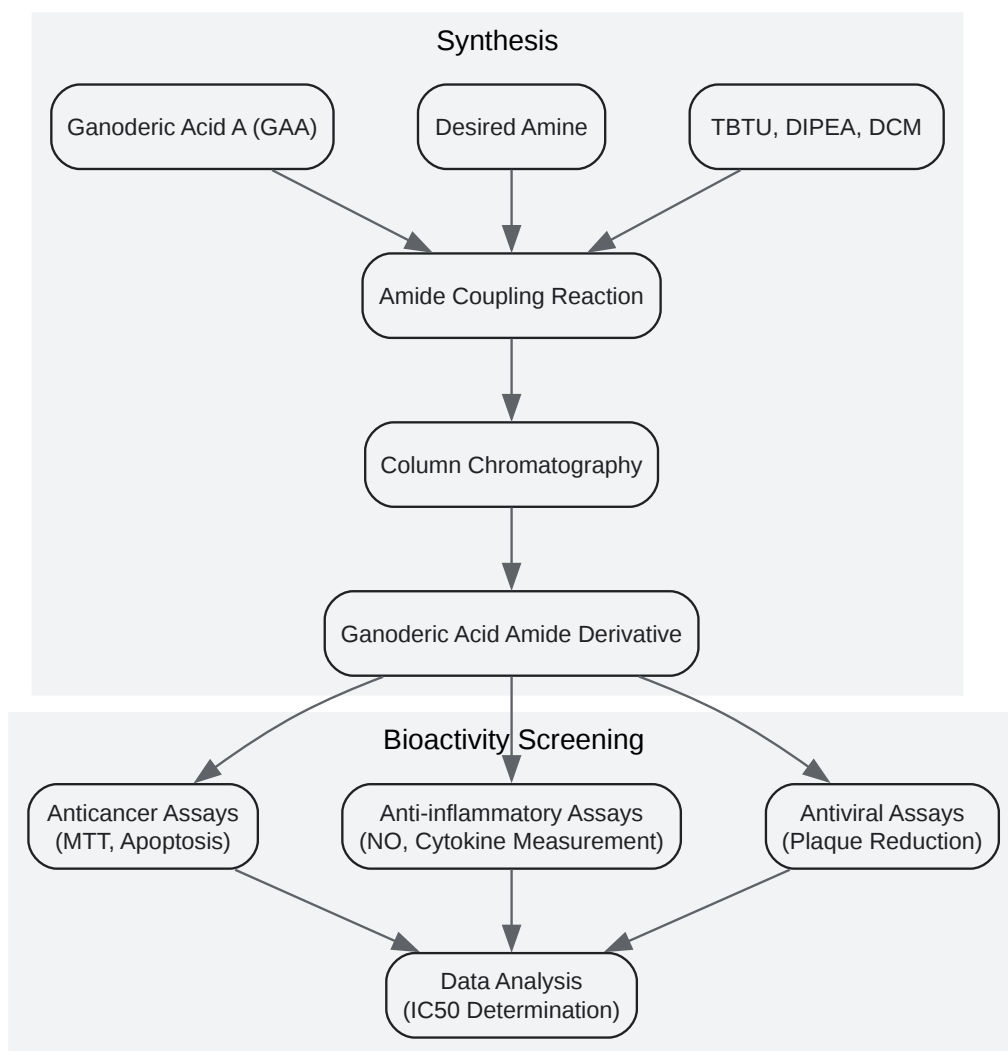 Synthesis
Ganoderic Acid A (GAA)
Desired Amine
TBTU, DIPEA, DCM
Amide Coupling Reaction
Column Chromatography
Ganoderic Acid Amide Derivative
Bioactivity Screening
Anticancer Assays
(MTT, Apoptosis)
Anti-inflammatory Assays
(NO, Cytokine Measurement)
Antiviral Assays
(Plaque Reduction)
Data Analysis
(IC50 Determination)